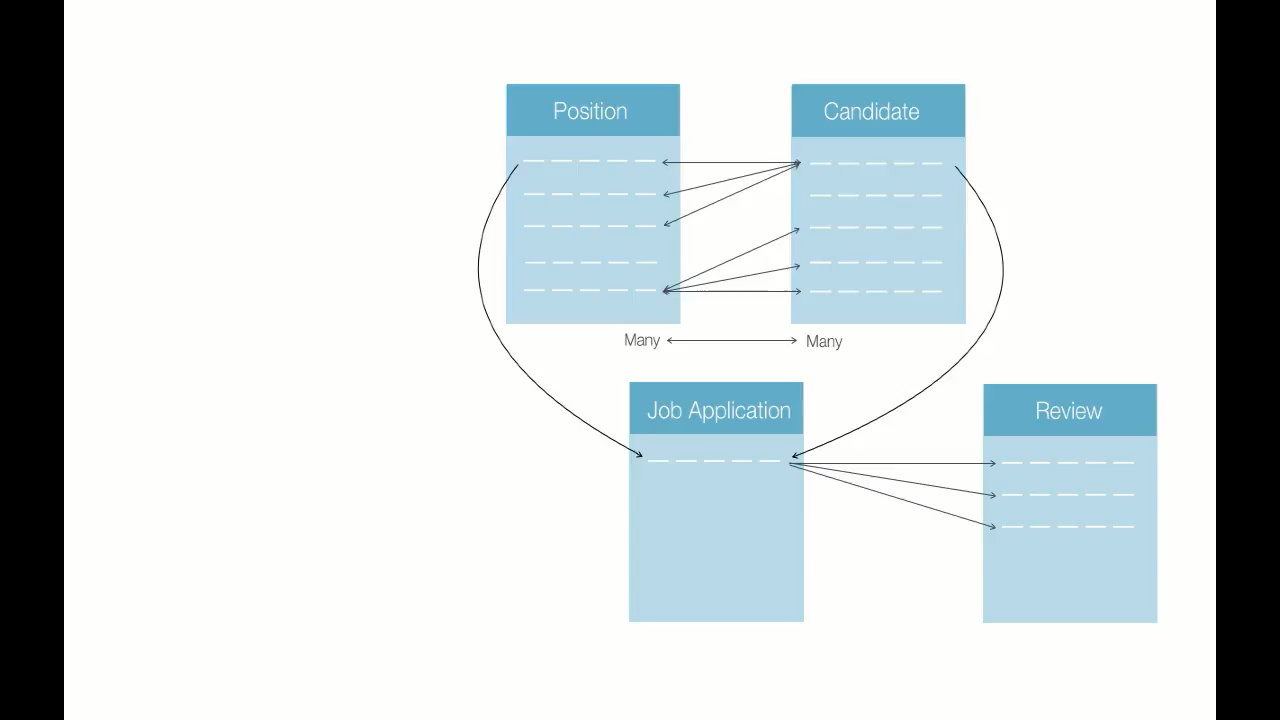 Position
Candidate
Many
Many
Job Application
Review